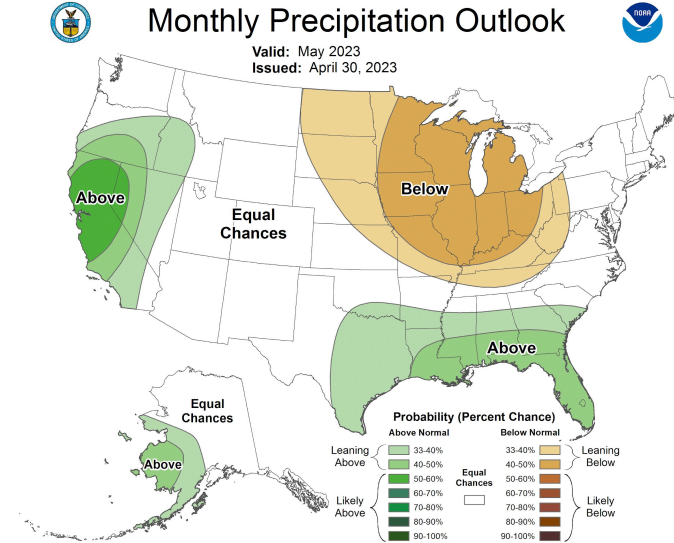 Monthly Precipitation Outlook
NOAA
Valid: May 2023
Issued: April 30, 2023
Above
Equal
Chances
Below
Above
Equal
Chances
Above
Probability (Percent Chance)
Above Normal
Below Normal
Leaning
Above
33-40%
40-50%
Likely
Above
50-60%
60-70%
70-80%
80-90%
90-100%
Equal
Chances
33-40%
40-50%
Leaning
Below
50-60%
60-70%
70-80%
80-90%
90-100%
Likely
Below